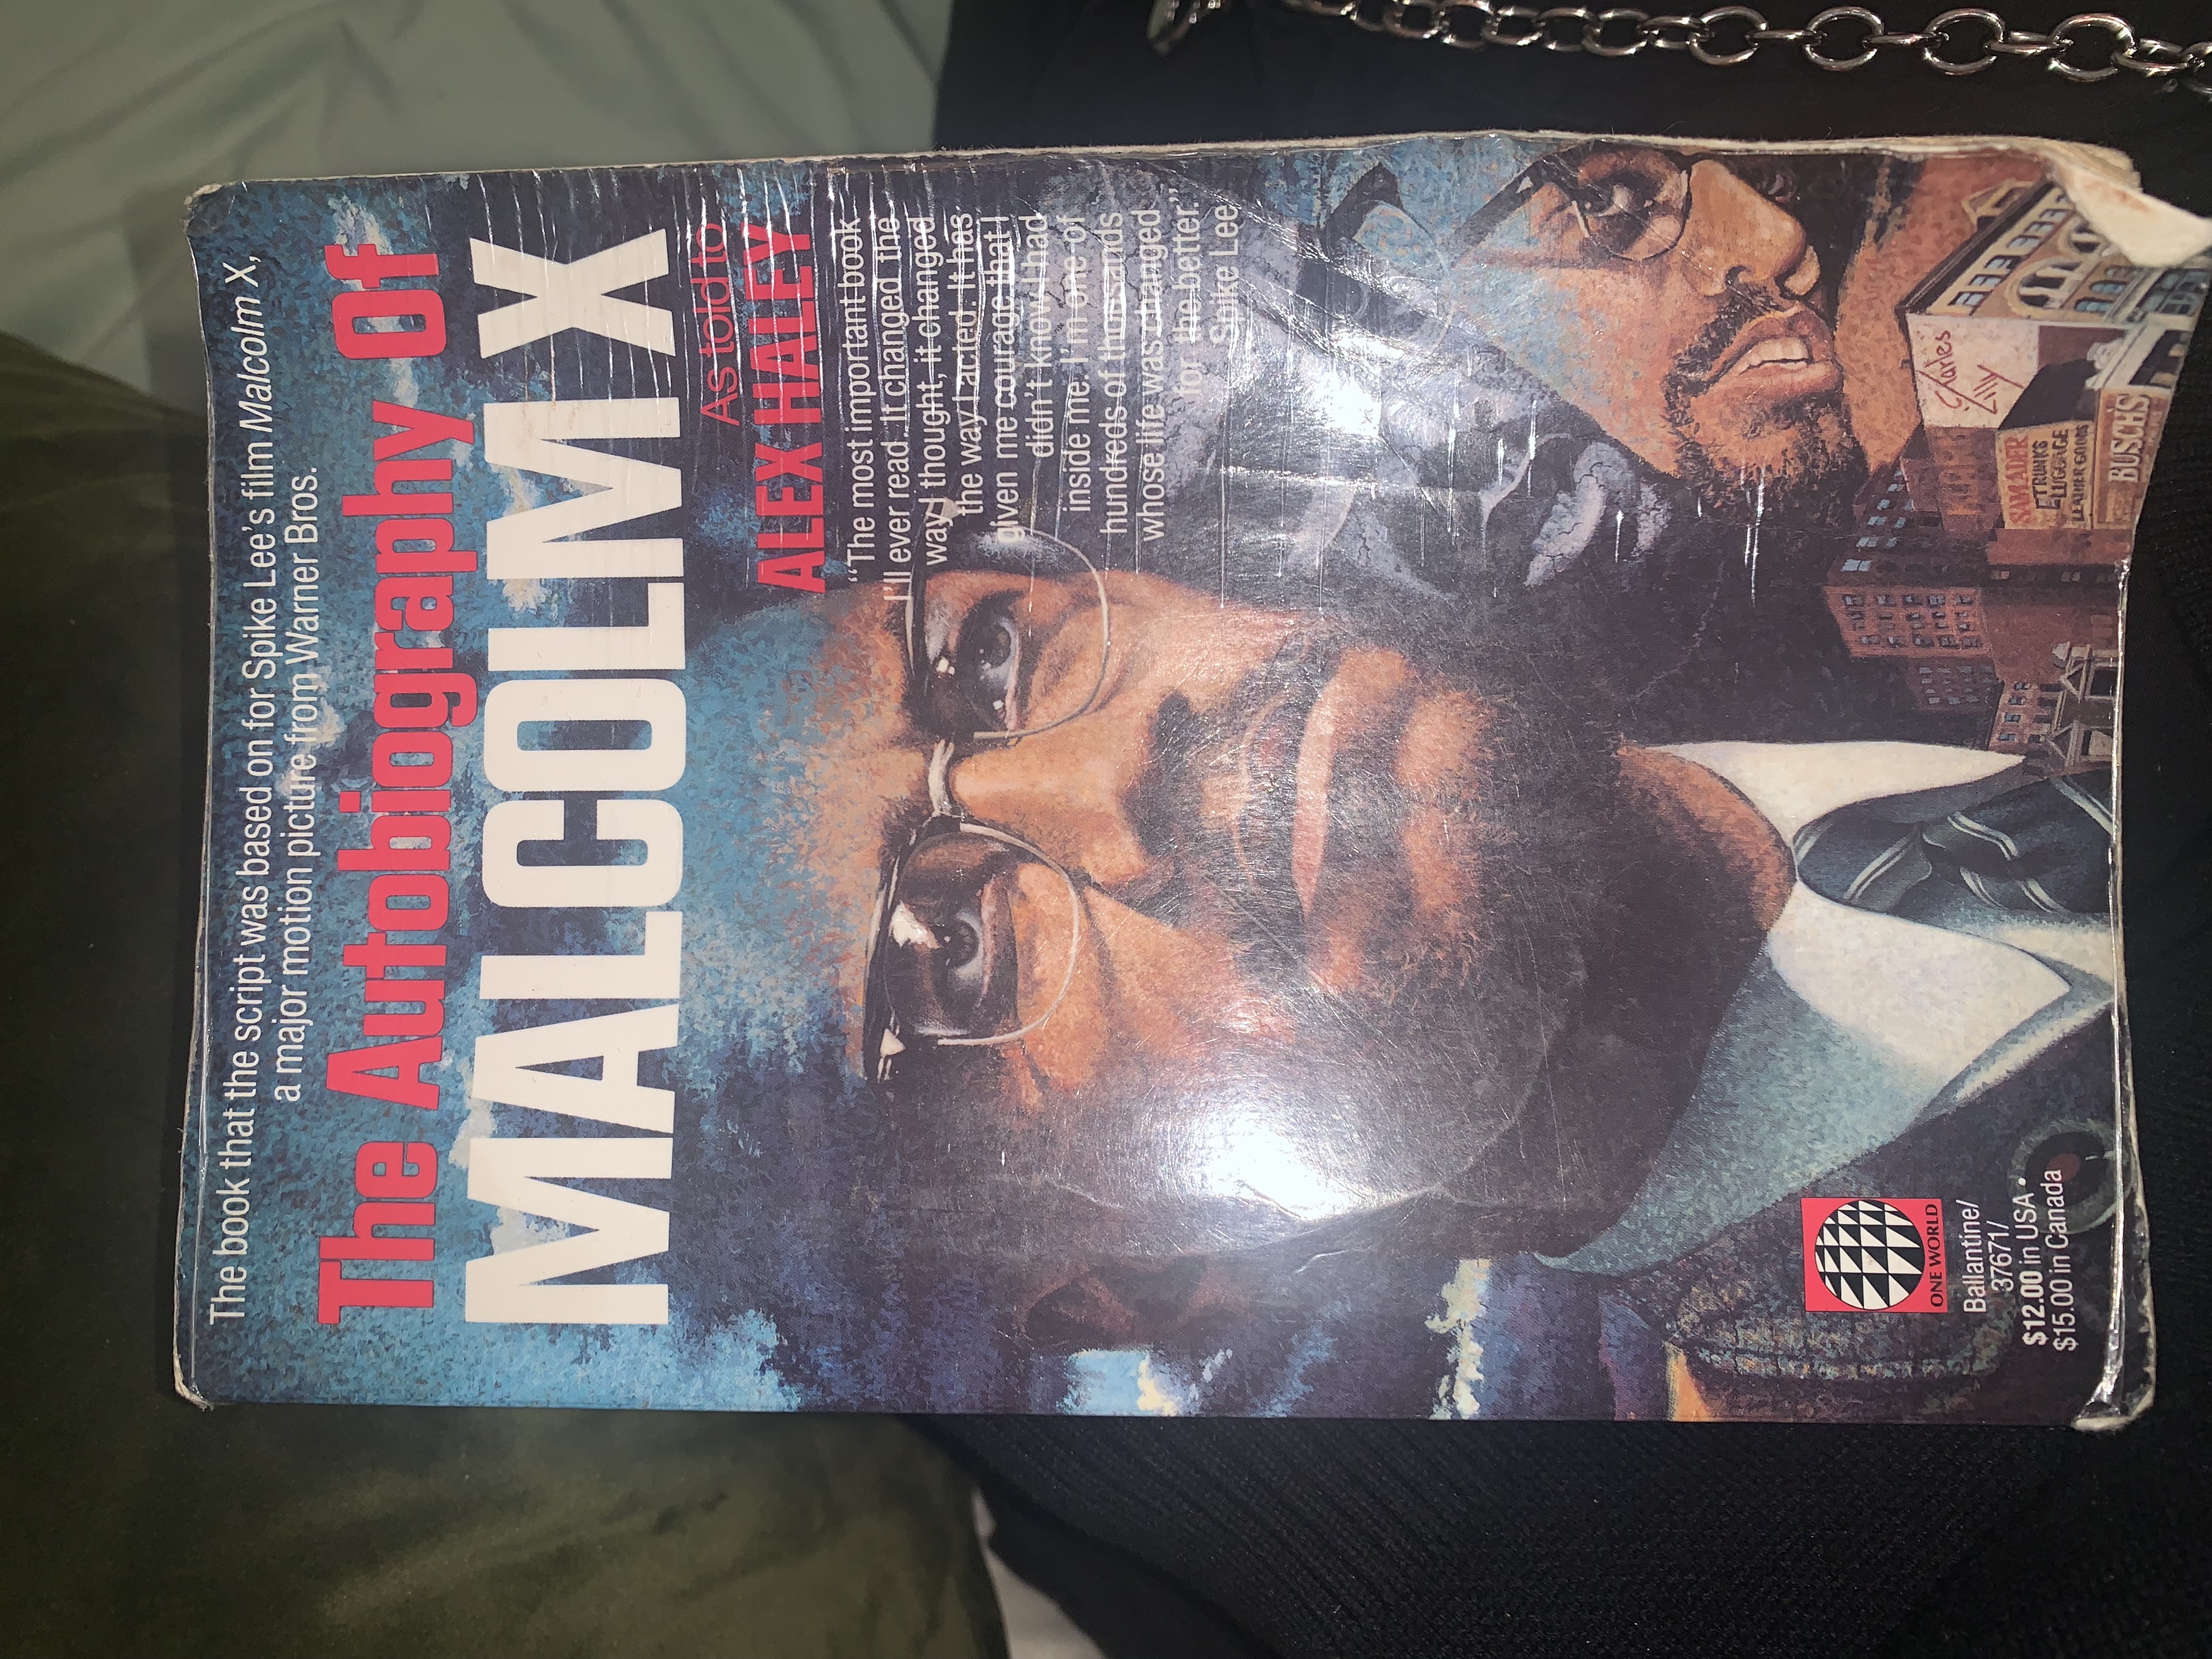 The book that the script was based on for Spike Lee's film Malcolm X,
a major motion picture from Warner Bros.
The Autobiography Of
MALCOLM X
As told to
ALEX HALEY
“The most important book
I'll ever read. It changed the
way I thought, it changed
the way I acted. It has
given me courage that I
didn't know I had
inside me. I'm one of
hundreds of thousands
whose life was changed
for the better.”
Spike Lee
ONE WORLD
Ballantine/
37671/
$12.00 in USA •
$15.00 in Canada
Charles
Lilly
SAM ADER
TRUNKS
LUGGAGE
LEATHER GOODS
BUSCH'S